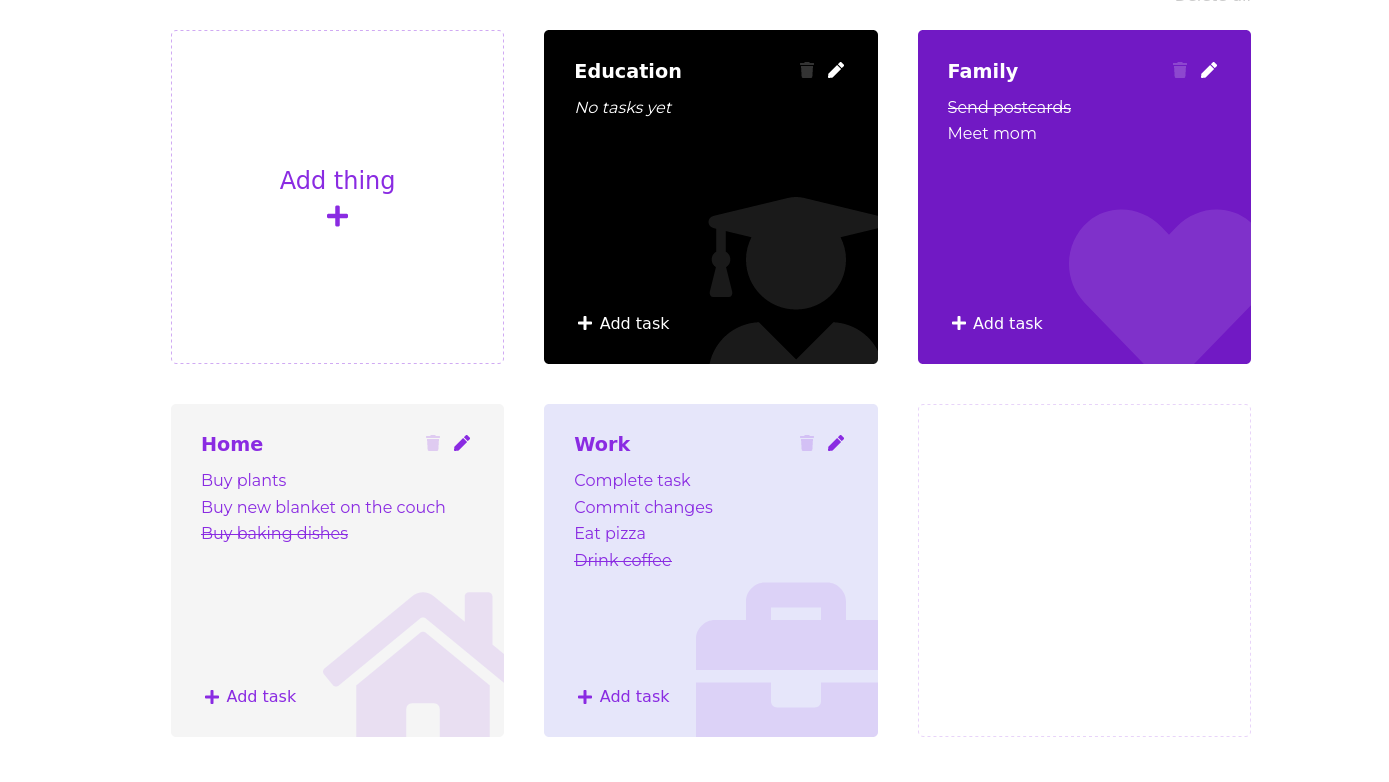 Add thing
Education
No tasks yet
Add task
Family
Send postcards
Meet mom
Add task
Home
Buy plants
Buy new blanket on the couch
Buy baking dishes
Add task
Work
Complete task
Commit changes
Eat pizza
Drink coffee
Add task